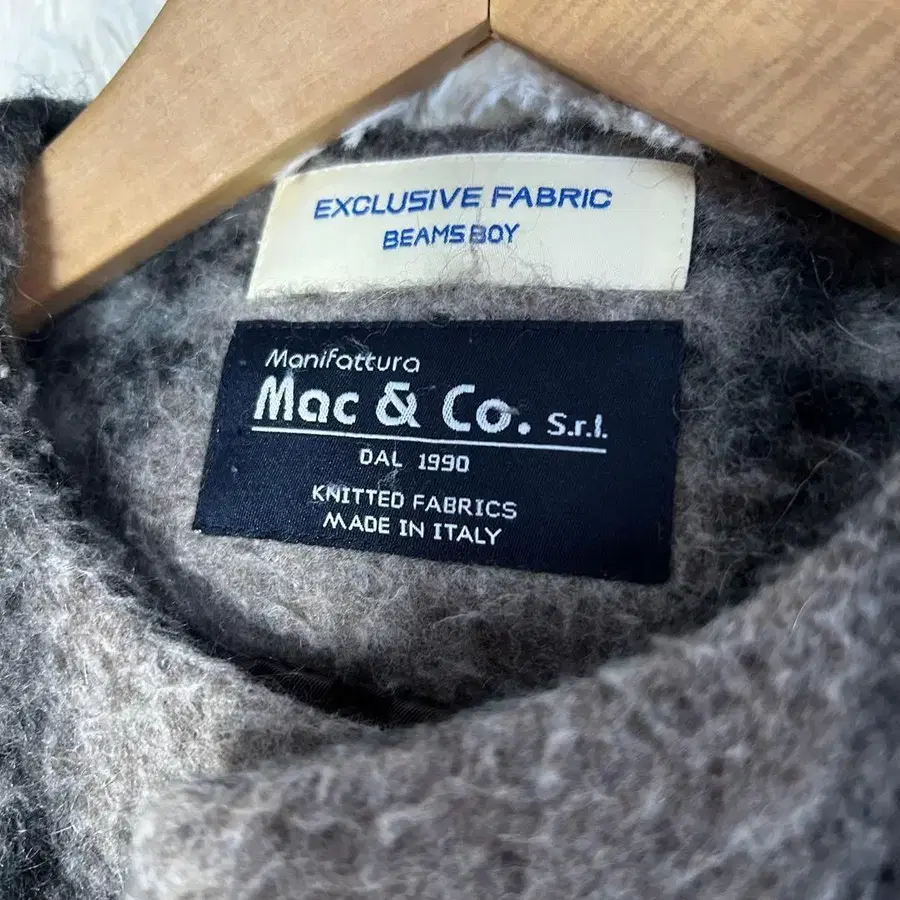 EXCLUSIVE FABRIC
BEAMS BOY
Manifattura
Mac & Co. S.r.l.
DAL 1990
KNITTED FABRICS
MADE IN ITALY